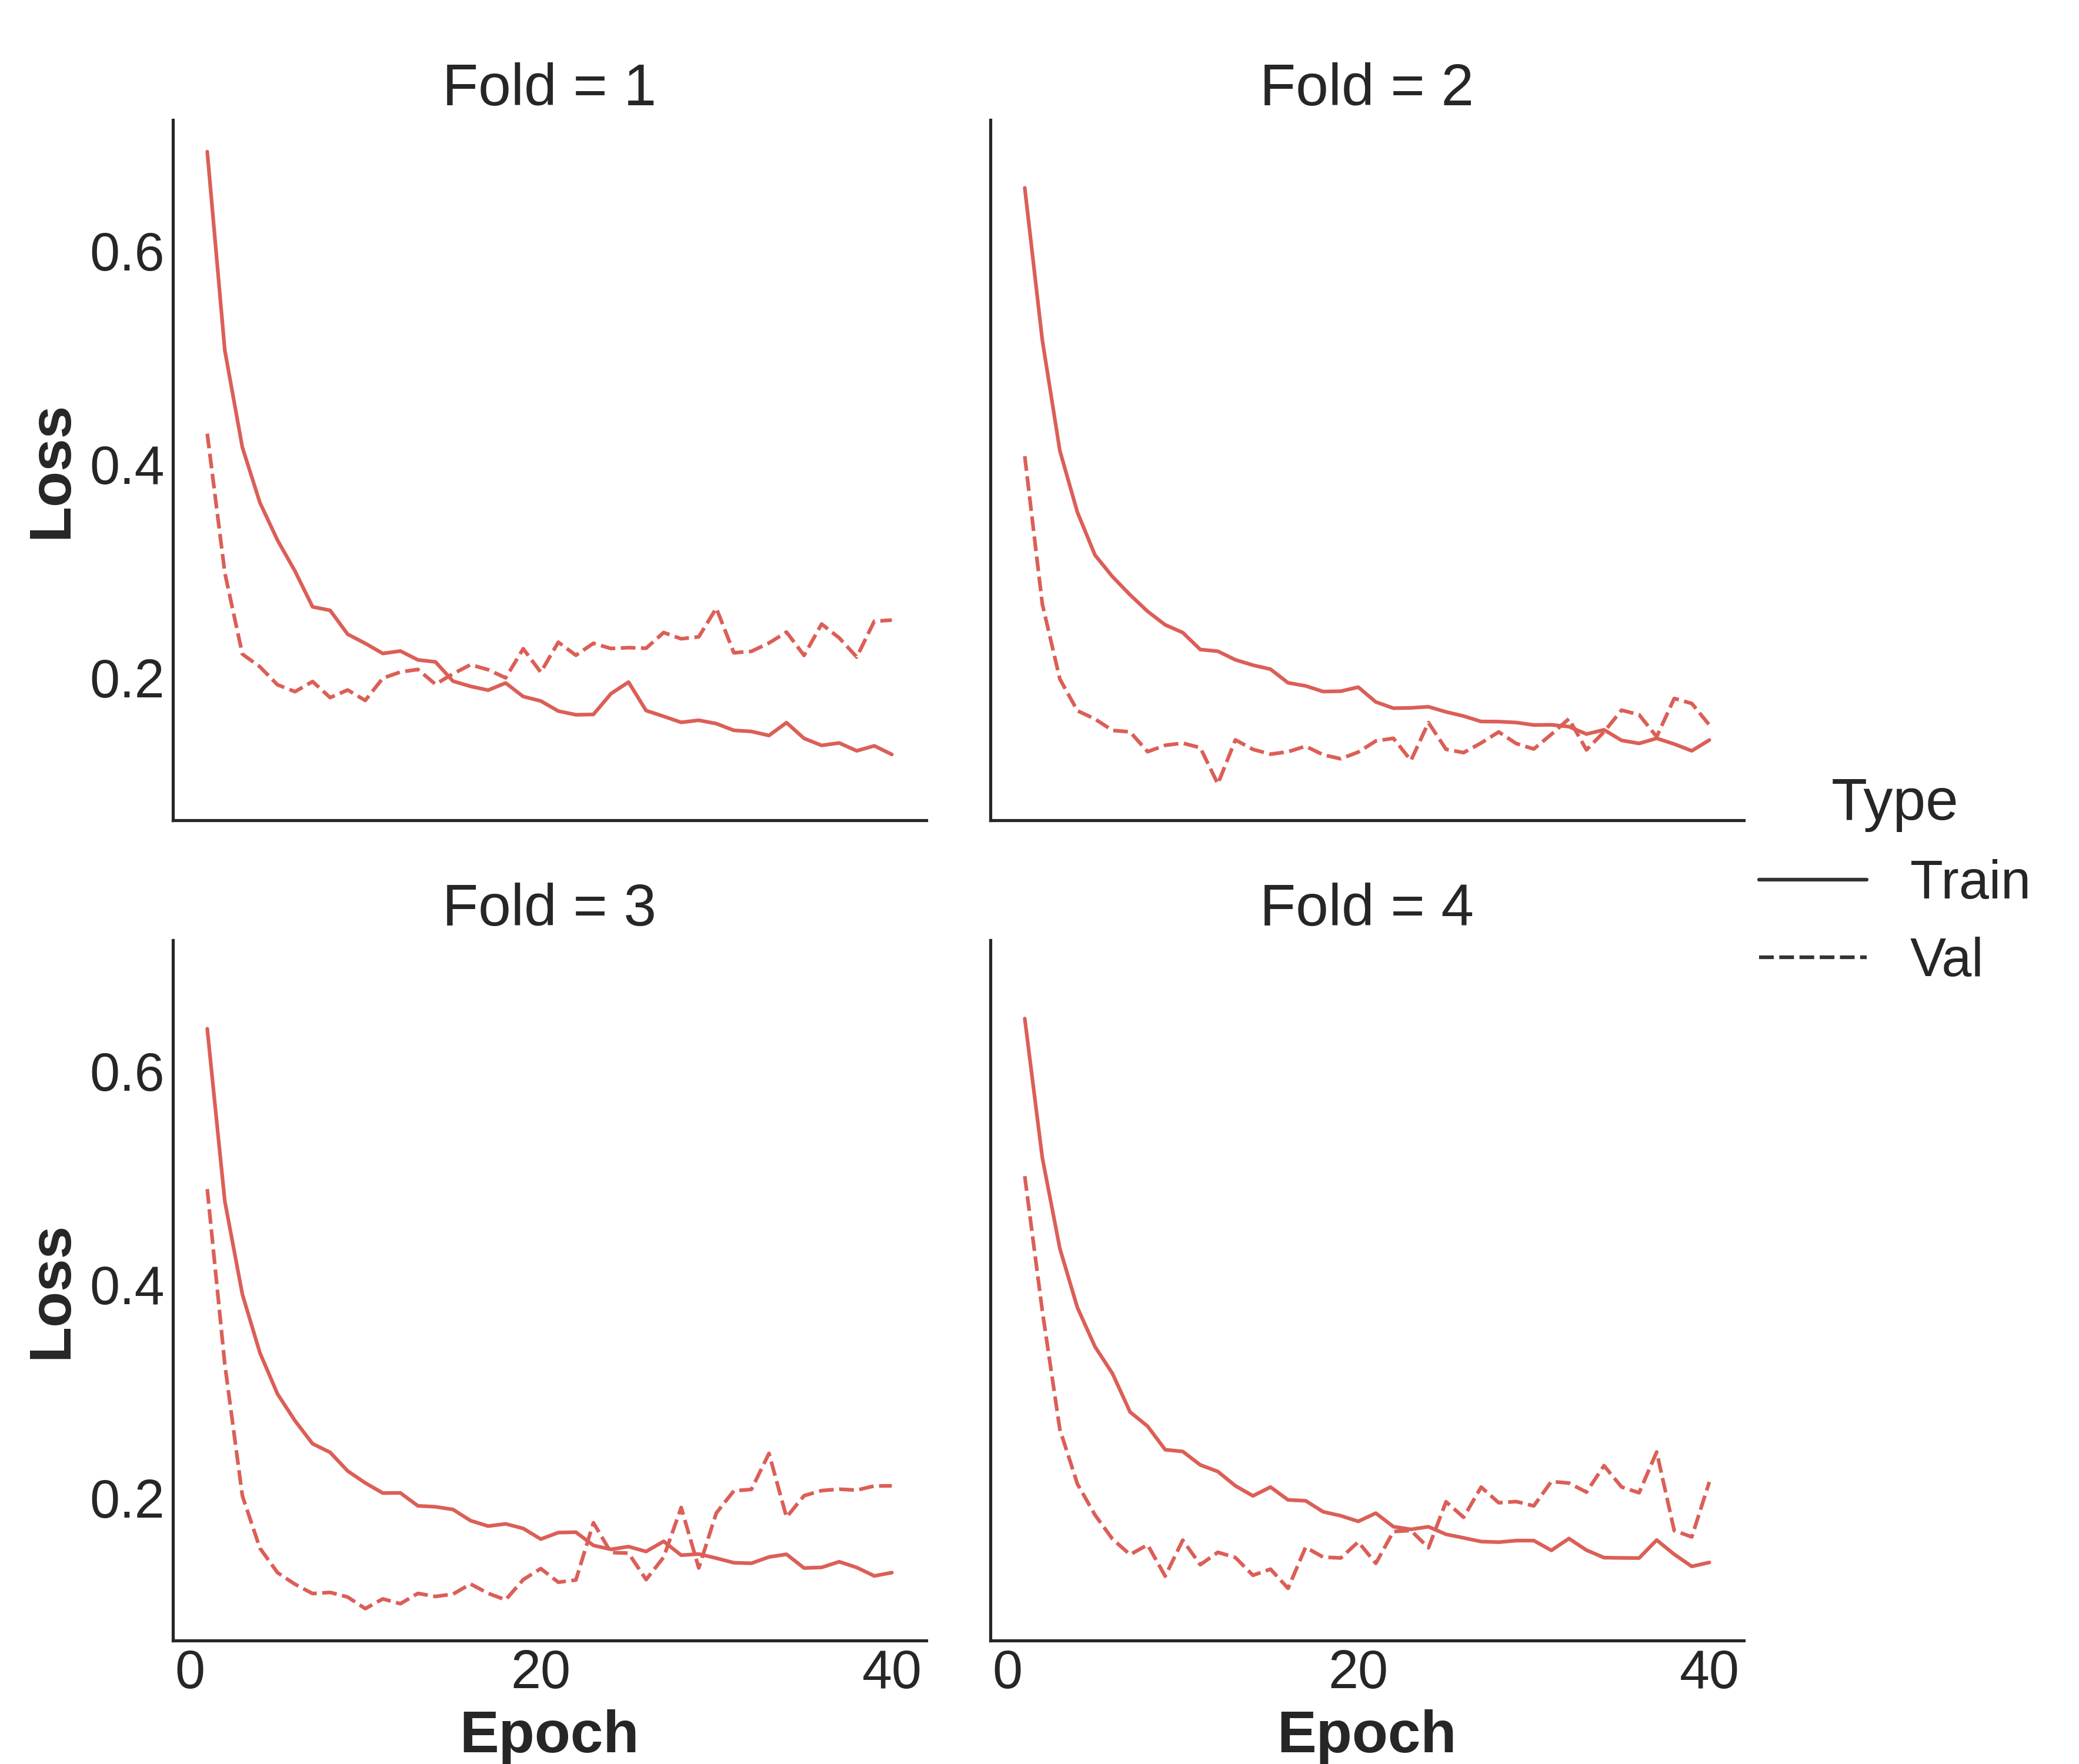 Fold = 1
Fold = 2
0.6
0.4
0.2
Loss
Type
Train
Val
Fold = 3
Fold = 4
0.6
0.4
0.2
Loss
0 20 40
0 20 40
Epoch
Epoch